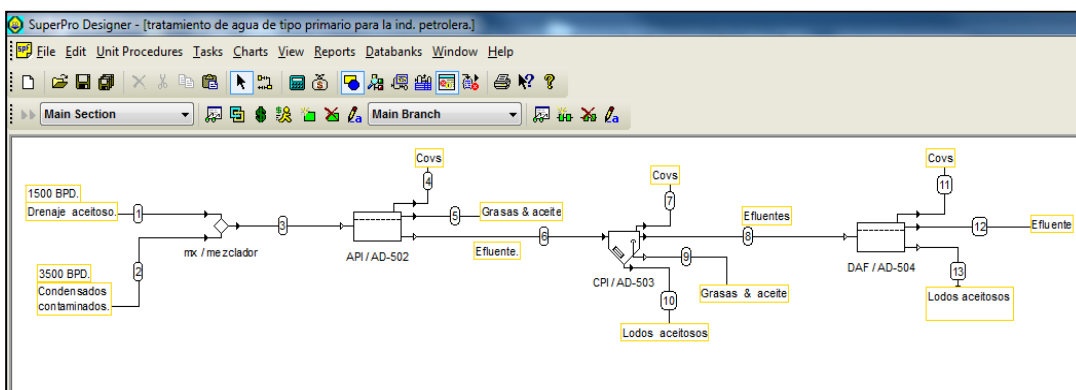 SuperPro Designer - [tratamiento de agua de tipo primario para la ind. petrolera.]
File Edit Unit Procedures Tasks Charts View Reports Databanks Window Help
Main Section Main Branch
Covs
4
1500 BPD.
Drenaje aceitoso.
1
3
mx / mezclador
2
3500 BPD.
Condensados
contaminados.
5
Grasas & aceite
API / AD-502
6
Efluente.
Covs
7
Efluentes
8
9
CPI / AD-503
10
Grasas & aceite
Lodos aceitosos
Covs
11
12
Efluente
DAF / AD-504
13
Lodos aceitosos